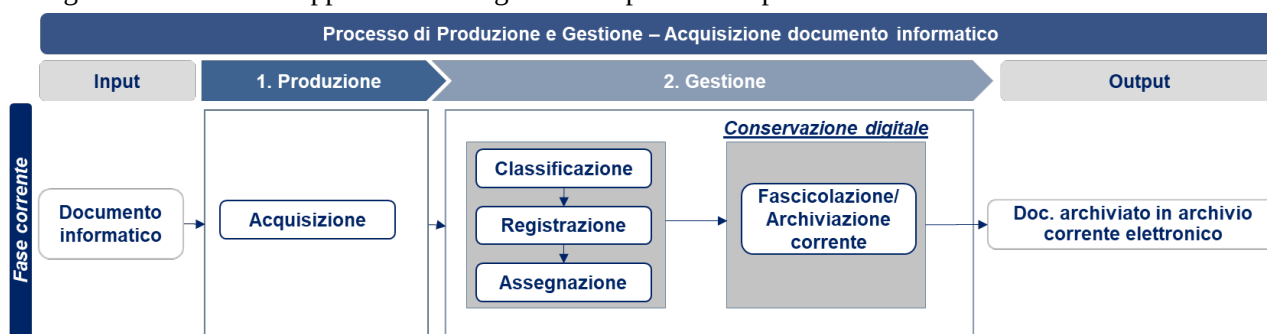 Processo di Produzione e Gestione – Acquisizione documento informatico
Input
1. Produzione
2. Gestione
Output
Fase corrente
Documento
informatico
Acquisizione
Classificazione
Registrazione
Assegnazione
Conservazione digitale
Fascicolazione/
Archiviazione
corrente
Doc. archiviato in archivio
corrente elettronico